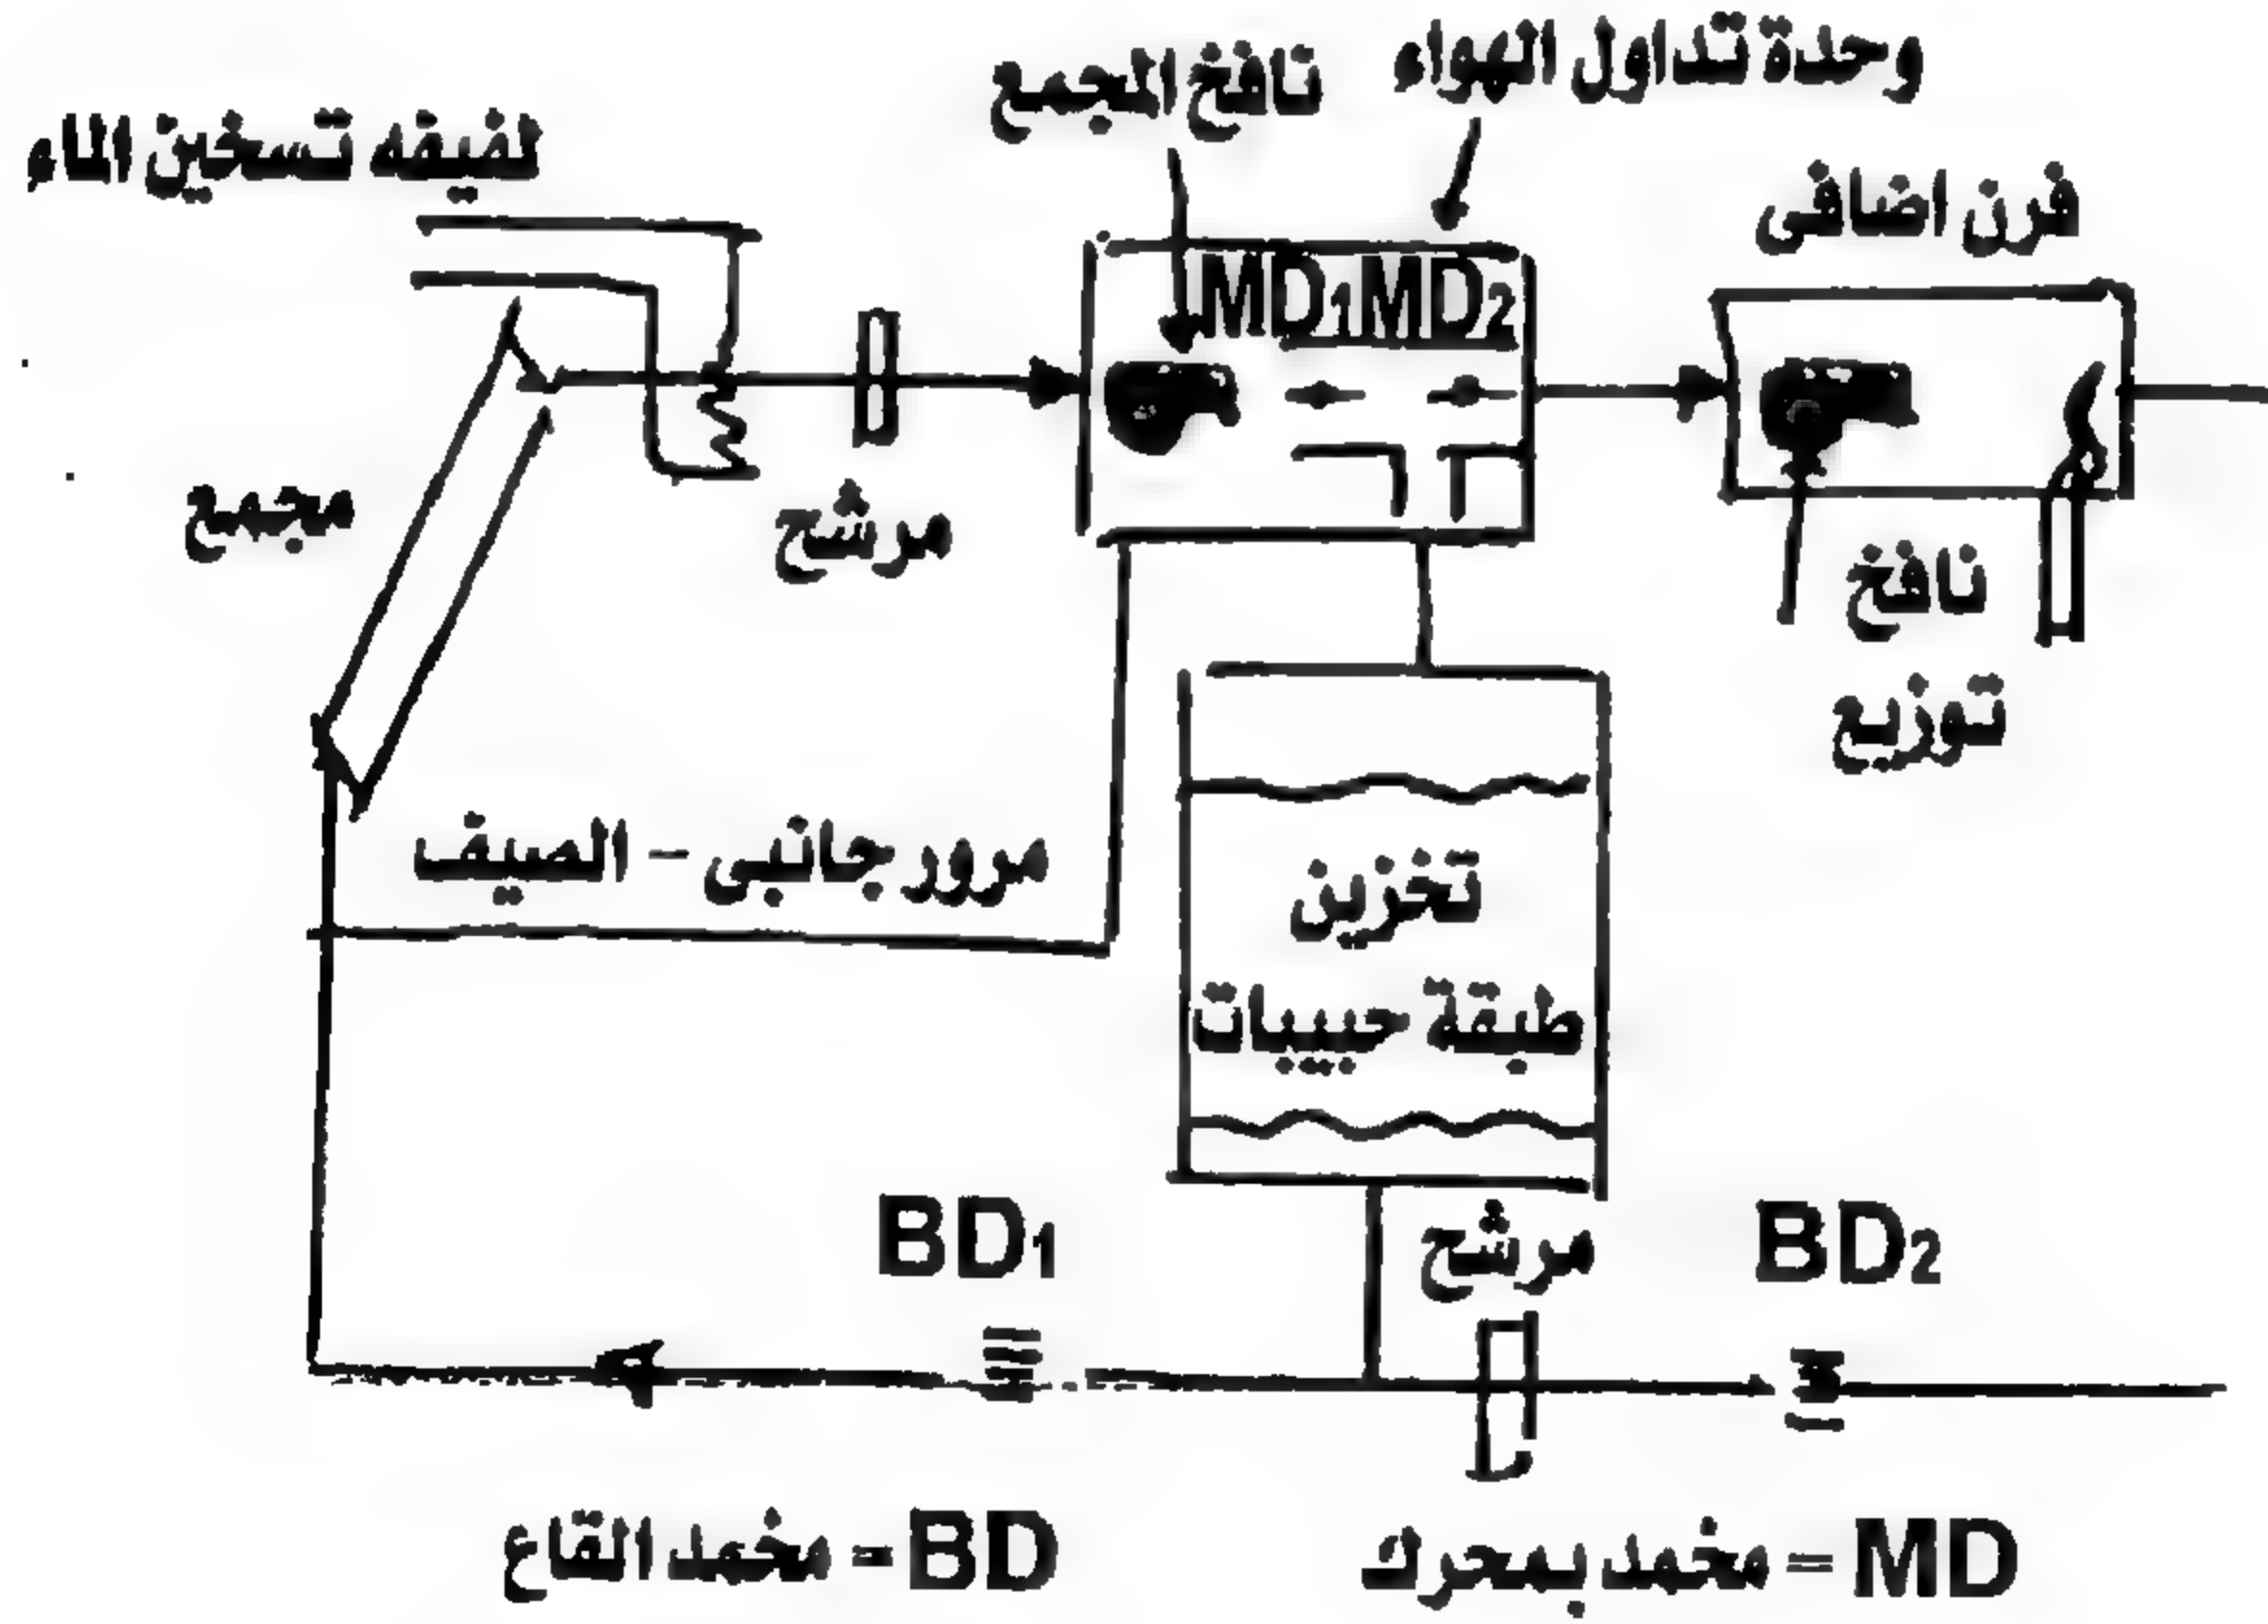 وحدة تداول الهواء
نافخ المجمع
لفيفه تسخين الماء
فرن اضافى
MD1MD2
مجمع
مرشح
نافخ
توزيع
مرور جانبى - الصيف
تخزين
طبقة حبيبات
BD1
مرشح
BD2
BD = مخمد القاع
MD = مخمد بمحرك